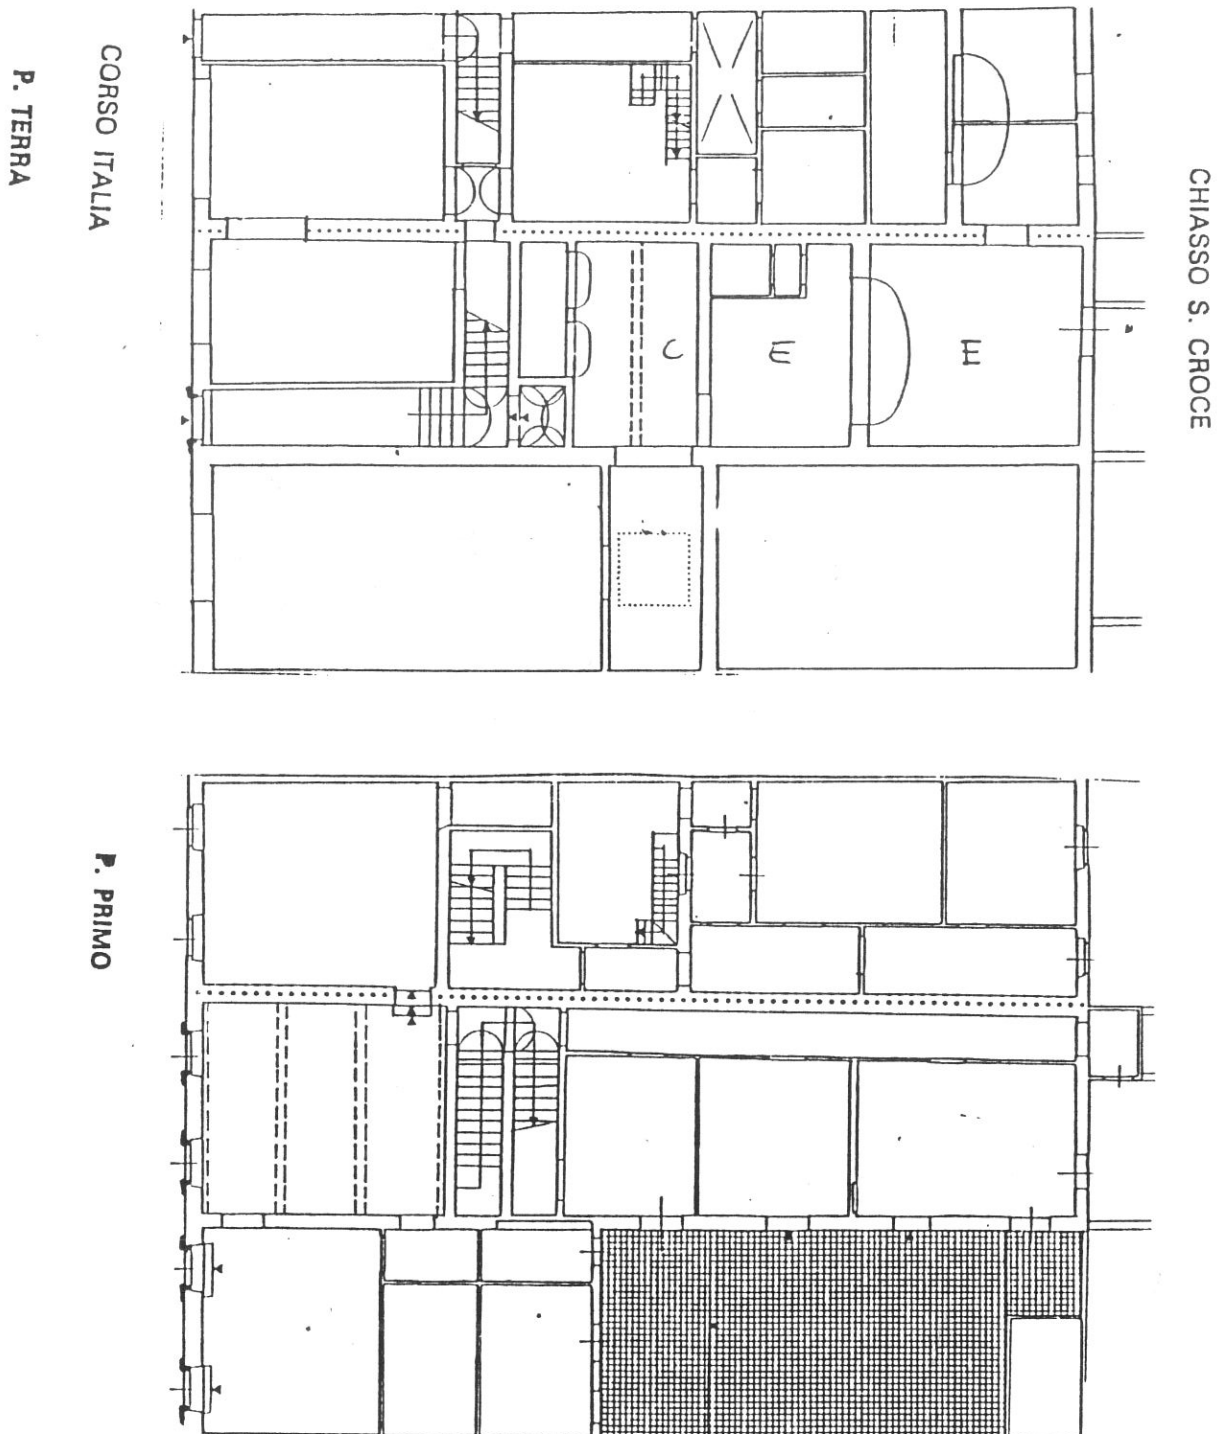 P. TERRA
CORSO ITALIA
CHIASSO S. CROCE
C
E
E
P. PRIMO